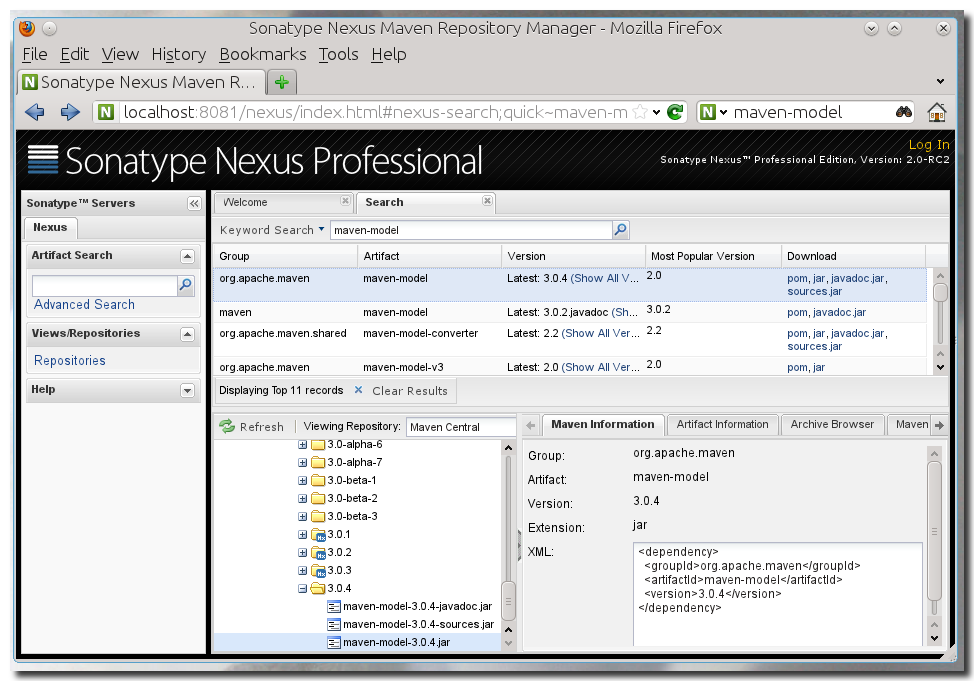 Sonatype Nexus Maven Repository Manager - Mozilla Firefox
File Edit View History Bookmarks Tools Help
N Sonatype Nexus Maven R...
N localhost:8081/nexus/index.html#nexus-search;quick~maven-m N maven-model
Log In
Sonatype Nexus Professional
Sonatype Nexus™ Professional Edition, Version: 2.0-RC2
Sonatype™ Servers
Nexus
Artifact Search
Advanced Search
Views/Repositories
Repositories
Help
Welcome Search
Keyword Search maven-model
Group Artifact Version Most Popular Version Download
org.apache.maven maven-model Latest: 3.0.4 (Show All V... 2.0 pom, jar, javadoc.jar,
sources.jar
maven maven-model Latest: 3.0.2.javadoc (Sh... 3.0.2 pom, javadoc.jar
org.apache.maven.shared maven-model-converter Latest: 2.2 (Show All Ver... 2.2 pom, jar, javadoc.jar,
sources.jar
org.apache.maven maven-model-v3 Latest: 2.0 (Show All Ver... 2.0 pom, jar
Displaying Top 11 records Clear Results
Refresh Viewing Repository: Maven Central
3.0-alpha-6
3.0-alpha-7
3.0-beta-1
3.0-beta-2
3.0-beta-3
3.0.1
3.0.2
3.0.3
3.0.4
maven-model-3.0.4-javadoc.jar
maven-model-3.0.4-sources.jar
maven-model-3.0.4.jar
Maven Information Artifact Information Archive Browser Maven
Group: org.apache.maven
Artifact: maven-model
Version: 3.0.4
Extension: jar
XML:
<dependency>
<groupId>org.apache.maven</groupId>
<artifactId>maven-model</artifactId>
<version>3.0.4</version>
</dependency>